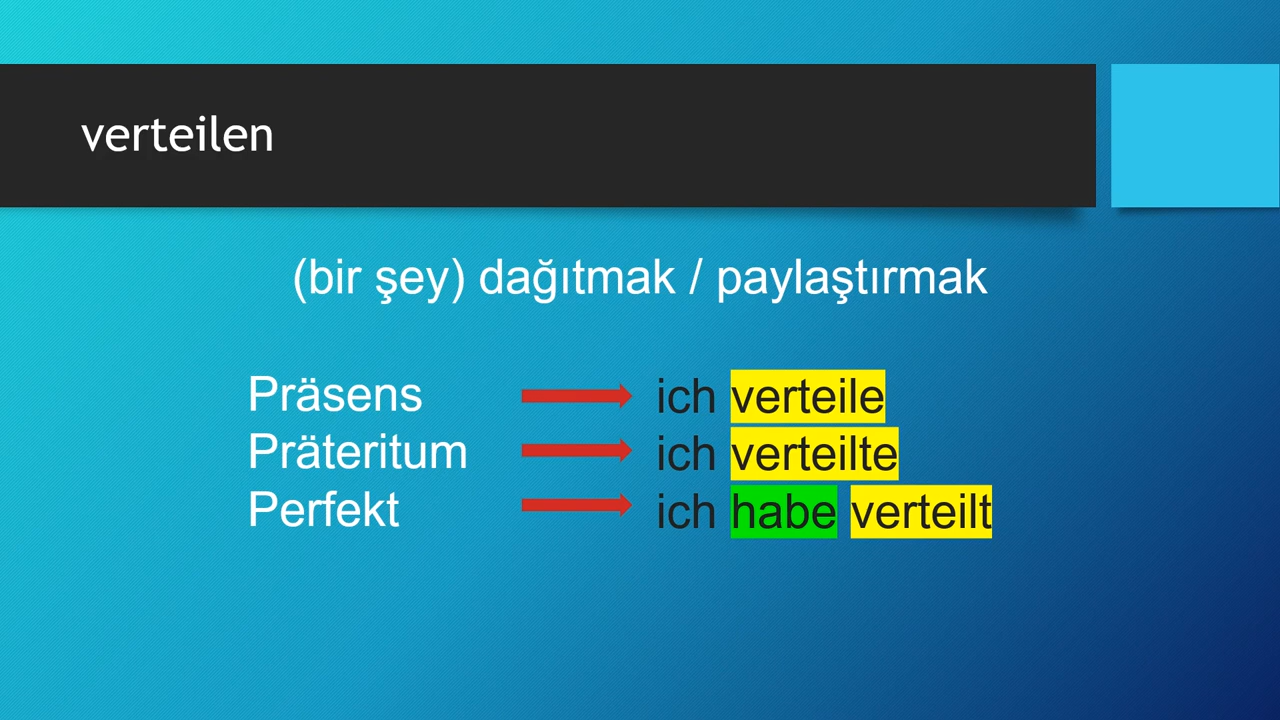 verteilen
(bir şey) dağıtmak / paylaştırmak
Präsens ich verteile
Präteritum ich verteilte
Perfekt ich habe verteilt